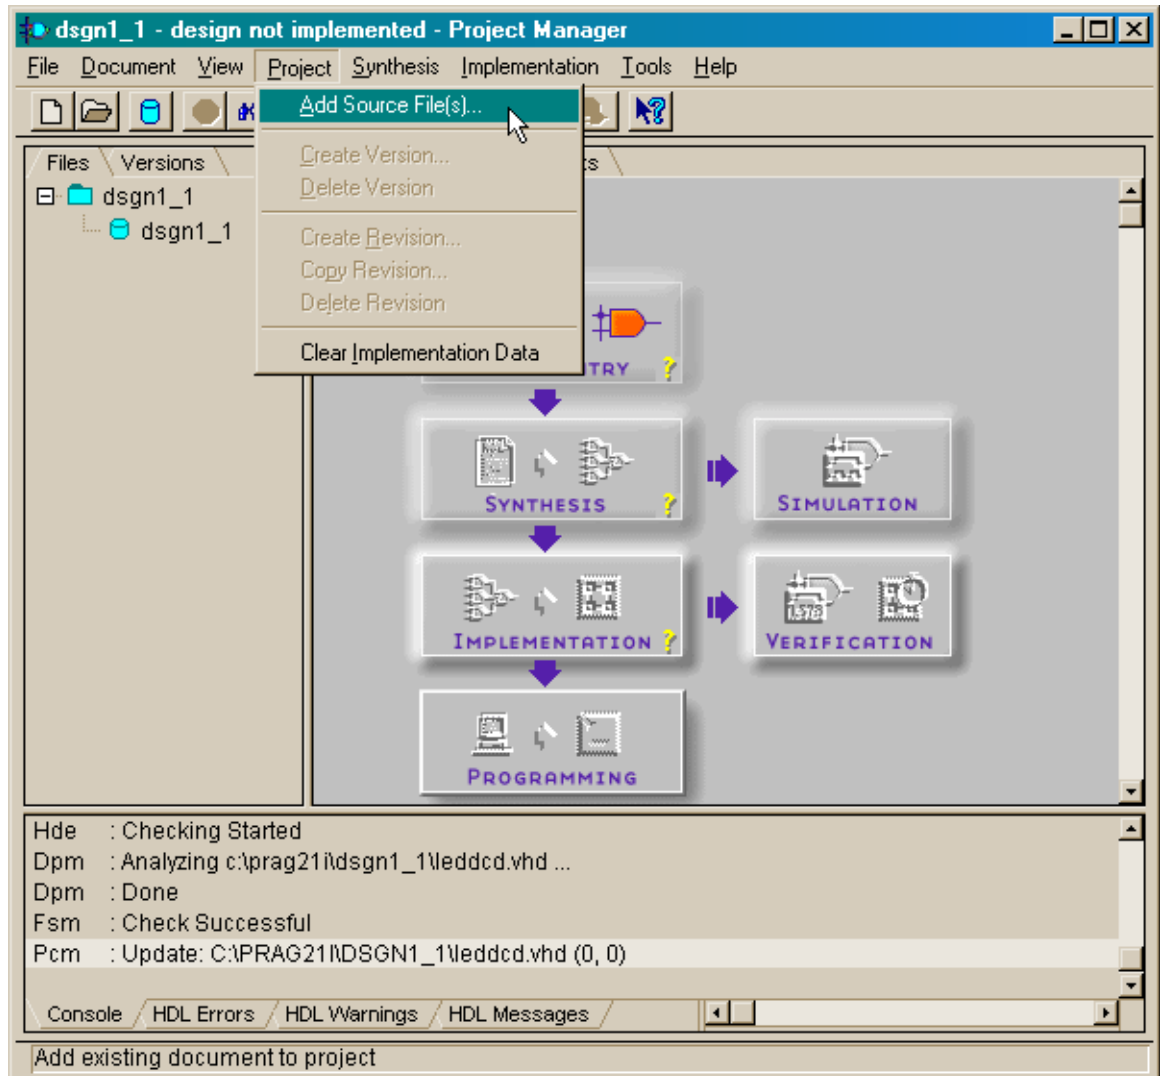 dsgn1_1 - design not implemented - Project Manager
File Document View Project Synthesis Implementation Tools Help
Add Source File(s)...
Create Version...
Delete Version
Create Revision...
Copy Revision...
Delete Revision
Clear Implementation Data
Files Versions
dsgn1_1
dsgn1_1
TRY ?
SYNTHESIS ?
SIMULATION
IMPLEMENTATION ?
VERIFICATION
PROGRAMMING
Hde : Checking Started
Dpm : Analyzing c:\prag21i\dsgn1_1\leddcd.vhd ...
Dpm : Done
Fsm : Check Successful
Pcm : Update: C:\PRAG21I\DSGN1_1\leddcd.vhd (0, 0)
Console HDL Errors HDL Warnings HDL Messages
Add existing document to project